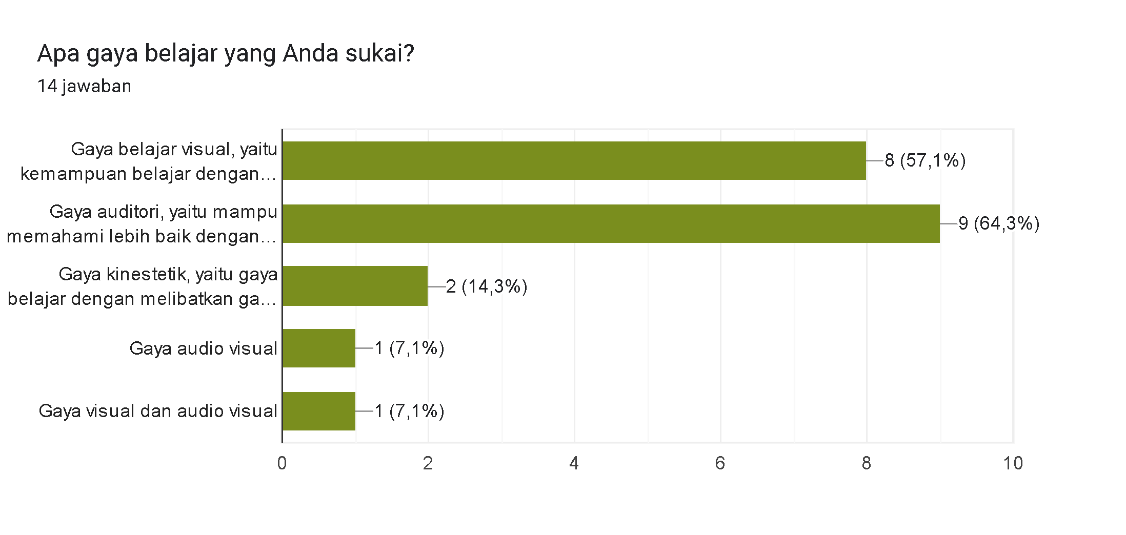 Apa gaya belajar yang Anda sukai?
14 jawaban
Gaya belajar visual, yaitu
kemampuan belajar dengan...
8 (57,1%)
Gaya auditori, yaitu mampu
memahami lebih baik dengan...
9 (64,3%)
Gaya kinestetik, yaitu gaya
belajar dengan melibatkan ga...
2 (14,3%)
Gaya audio visual
1 (7,1%)
Gaya visual dan audio visual
1 (7,1%)
0 2 4 6 8 10